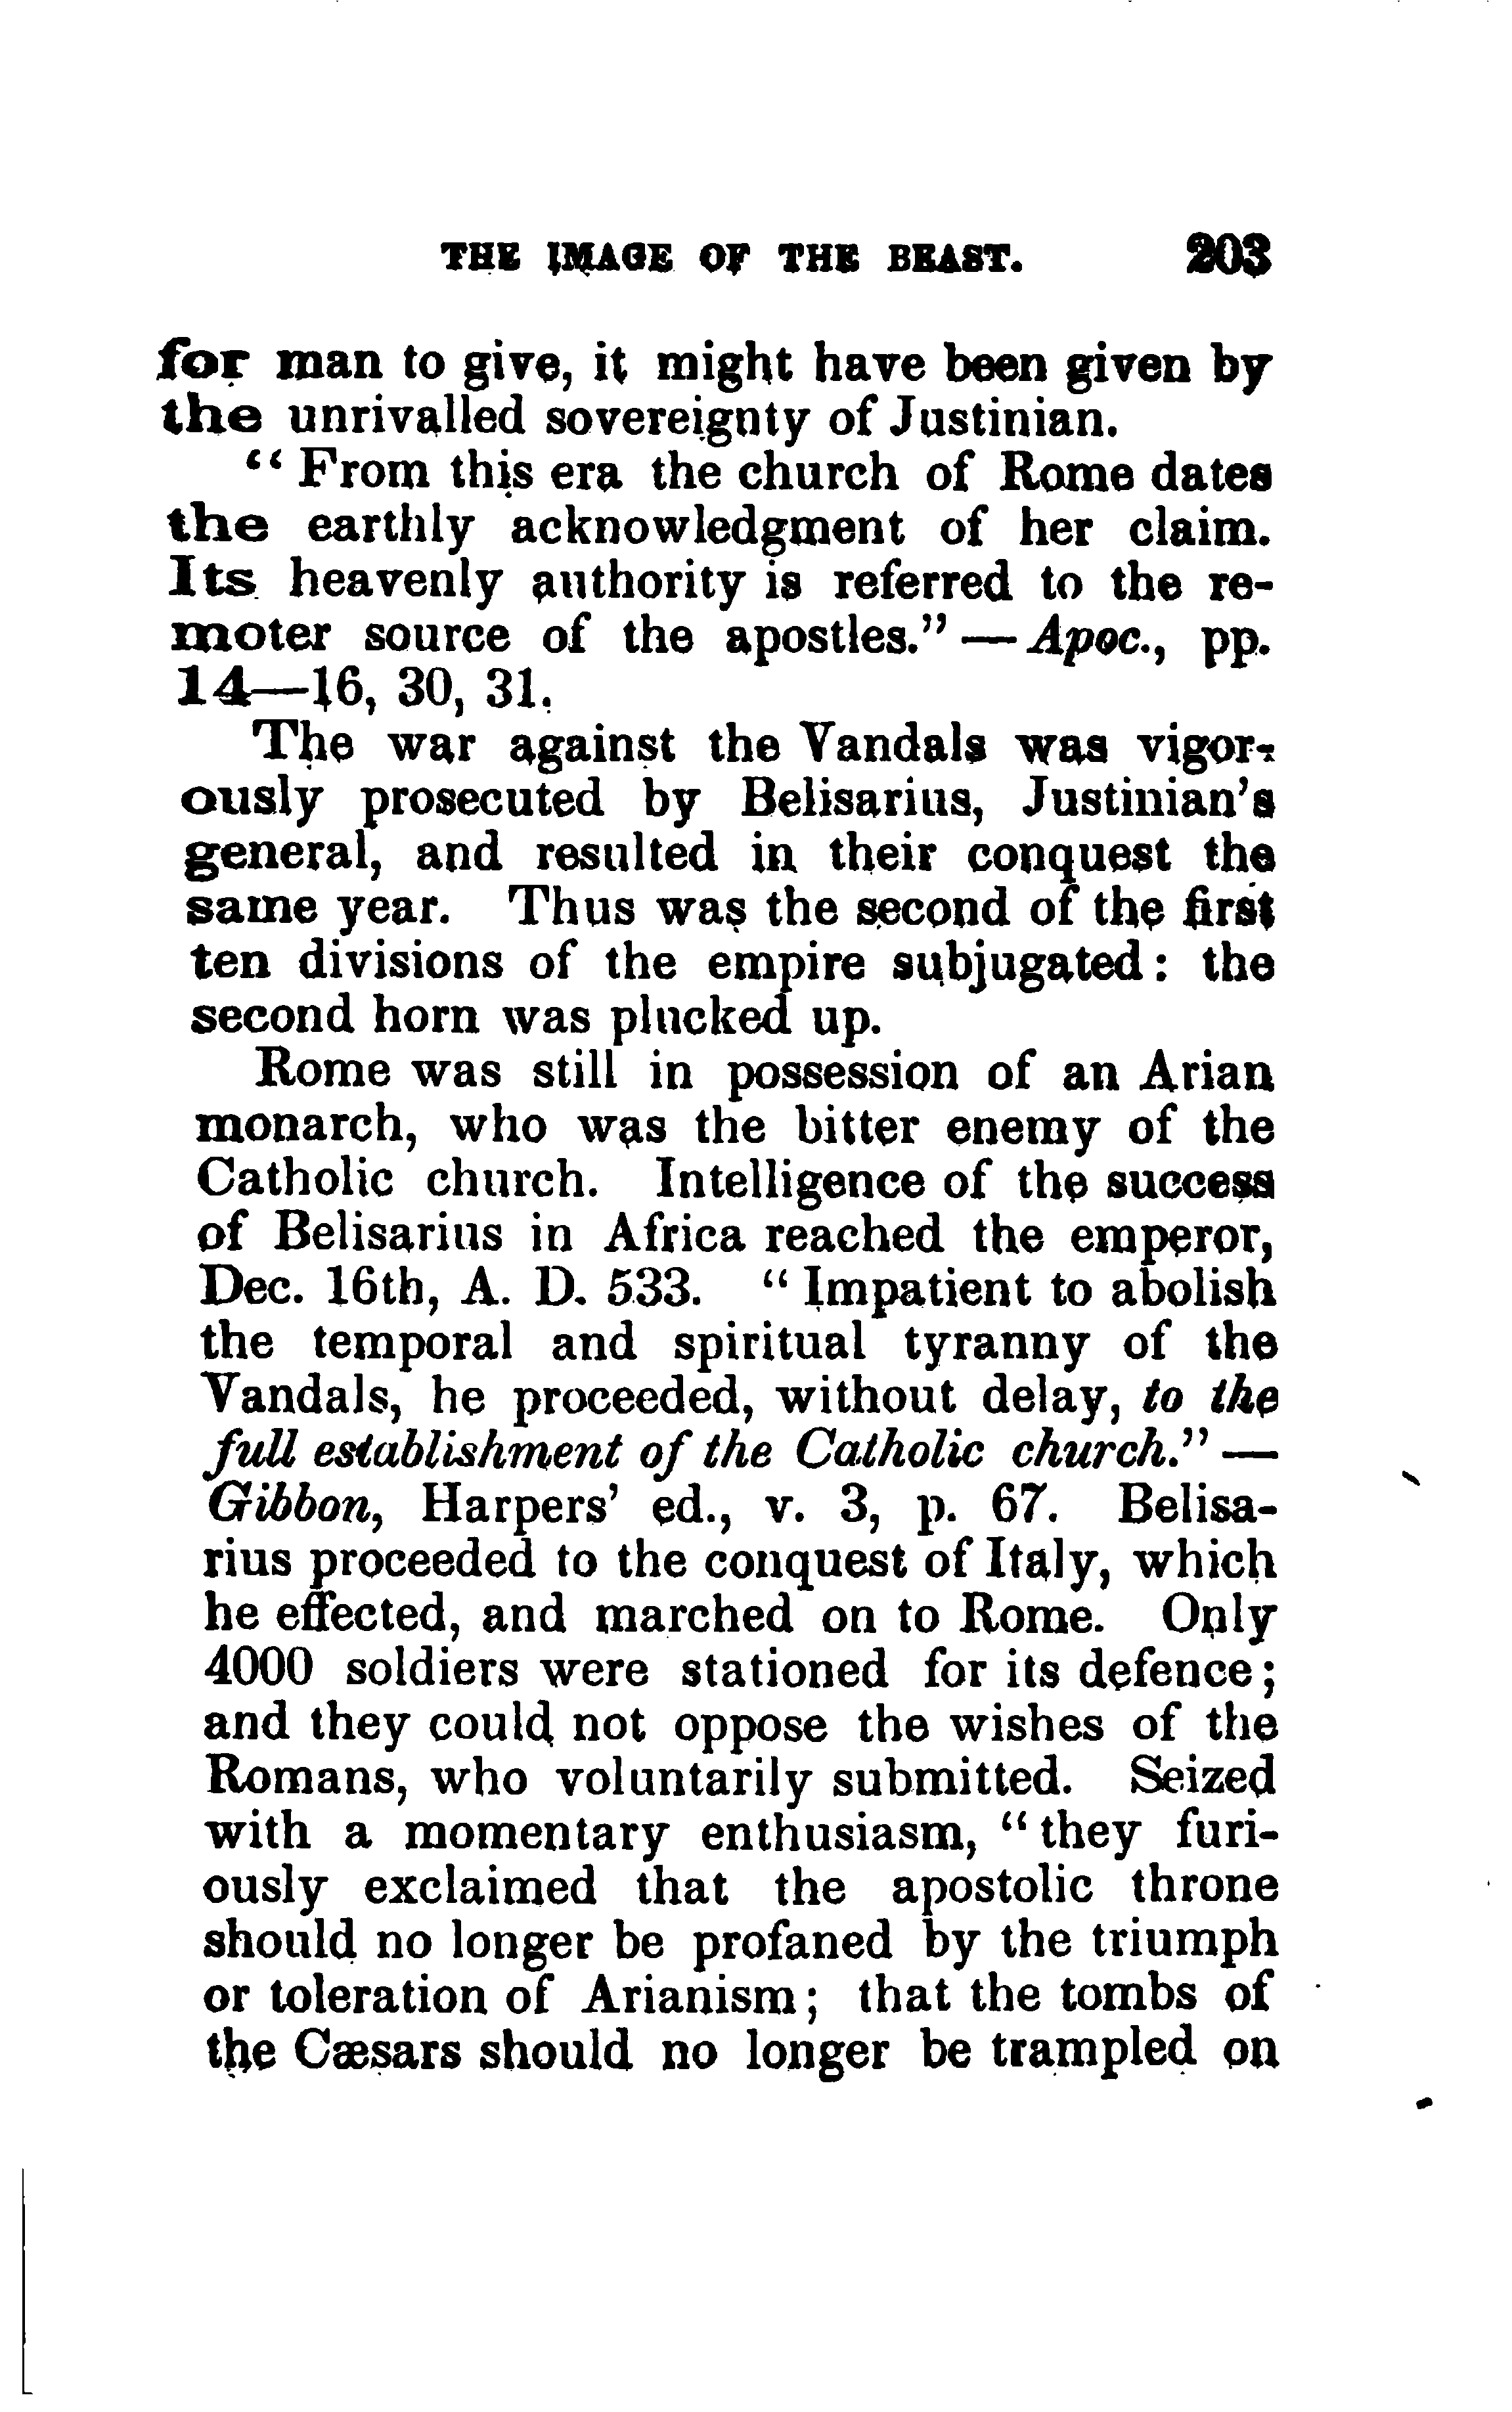 THE IMAGE OF THE BEAST. 203
for man to give, it might have been given by
the unrivalled sovereignty of Justinian.
“ From this era the church of Rome dates
the earthly acknowledgment of her claim.
Its heavenly authority is referred to the re-
moter source of the apostles.” — Apoc., pp.
14—16, 30, 31.
The war against the Vandals was vigor-
ously prosecuted by Belisarius, Justinian’s
general, and resulted in their conquest the
same year. Thus was the second of the first
ten divisions of the empire subjugated : the
second horn was plucked up.
Rome was still in possession of an Arian
monarch, who was the bitter enemy of the
Catholic church. Intelligence of the success
of Belisarius in Africa reached the emperor,
Dec. 16th, A. D. 533. “ Impatient to abolish
the temporal and spiritual tyranny of the
Vandals, he proceeded, without delay, to the
full establishment of the Catholic church.” —
Gibbon, Harpers’ ed., v. 3, p. 67. Belisa-
rius proceeded to the conquest of Italy, which
he effected, and marched on to Rome. Only
4000 soldiers were stationed for its defence ;
and they could not oppose the wishes of the
Romans, who voluntarily submitted. Seized
with a momentary enthusiasm, “ they furi-
ously exclaimed that the apostolic throne
should no longer be profaned by the triumph
or toleration of Arianism ; that the tombs of
the Cæsars should no longer be trampled on